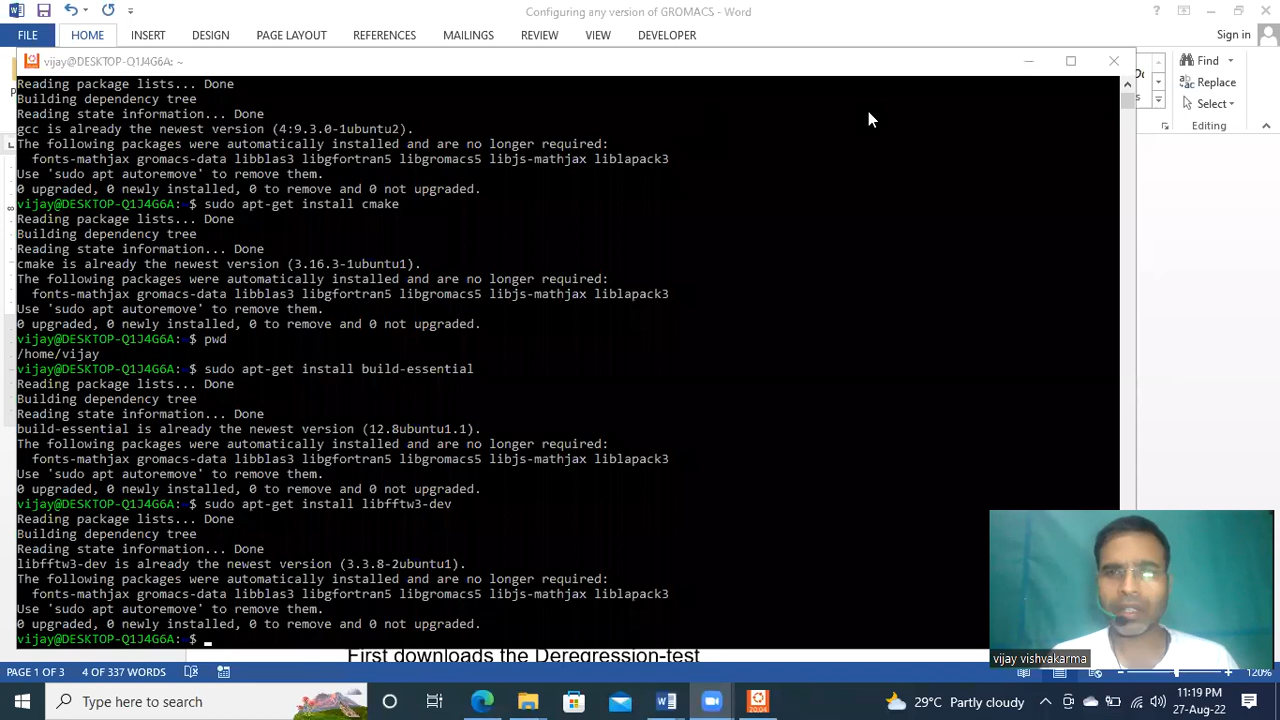 Configuring any version of GROMACS - Word
FILE HOME INSERT DESIGN PAGE LAYOUT REFERENCES MAILINGS REVIEW VIEW DEVELOPER Sign in
vijay@DESKTOP-Q1J4G6A: ~
Find
Replace
Select
Editing
Reading package lists... Done
Building dependency tree
Reading state information... Done
gcc is already the newest version (4:9.3.0-1ubuntu2).
The following packages were automatically installed and are no longer required:
fonts-mathjax gromacs-data libblas3 libgfortran5 libgromacs5 libjs-mathjax liblapack3
Use 'sudo apt autoremove' to remove them.
0 upgraded, 0 newly installed, 0 to remove and 0 not upgraded.
vijay@DESKTOP-Q1J4G6A:~$ sudo apt-get install cmake
Reading package lists... Done
Building dependency tree
Reading state information... Done
cmake is already the newest version (3.16.3-1ubuntu1).
The following packages were automatically installed and are no longer required:
fonts-mathjax gromacs-data libblas3 libgfortran5 libgromacs5 libjs-mathjax liblapack3
Use 'sudo apt autoremove' to remove them.
0 upgraded, 0 newly installed, 0 to remove and 0 not upgraded.
vijay@DESKTOP-Q1J4G6A:~$ pwd
/home/vijay
vijay@DESKTOP-Q1J4G6A:~$ sudo apt-get install build-essential
Reading package lists... Done
Building dependency tree
Reading state information... Done
build-essential is already the newest version (12.8ubuntu1.1).
The following packages were automatically installed and are no longer required:
fonts-mathjax gromacs-data libblas3 libgfortran5 libgromacs5 libjs-mathjax liblapack3
Use 'sudo apt autoremove' to remove them.
0 upgraded, 0 newly installed, 0 to remove and 0 not upgraded.
vijay@DESKTOP-Q1J4G6A:~$ sudo apt-get install libfftw3-dev
Reading package lists... Done
Building dependency tree
Reading state information... Done
libfftw3-dev is already the newest version (3.3.8-2ubuntu1).
The following packages were automatically installed and are no longer required:
fonts-mathjax gromacs-data libblas3 libgfortran5 libgromacs5 libjs-mathjax liblapack3
Use 'sudo apt autoremove' to remove them.
0 upgraded, 0 newly installed, 0 to remove and 0 not upgraded.
vijay@DESKTOP-Q1J4G6A:~$
First downloads the Deregression-test
vijay vishvakarma
PAGE 1 OF 3 4 OF 337 WORDS 120%
Type here to search
20.04
29°C Partly cloudy
11:19 PM
27-Aug-22